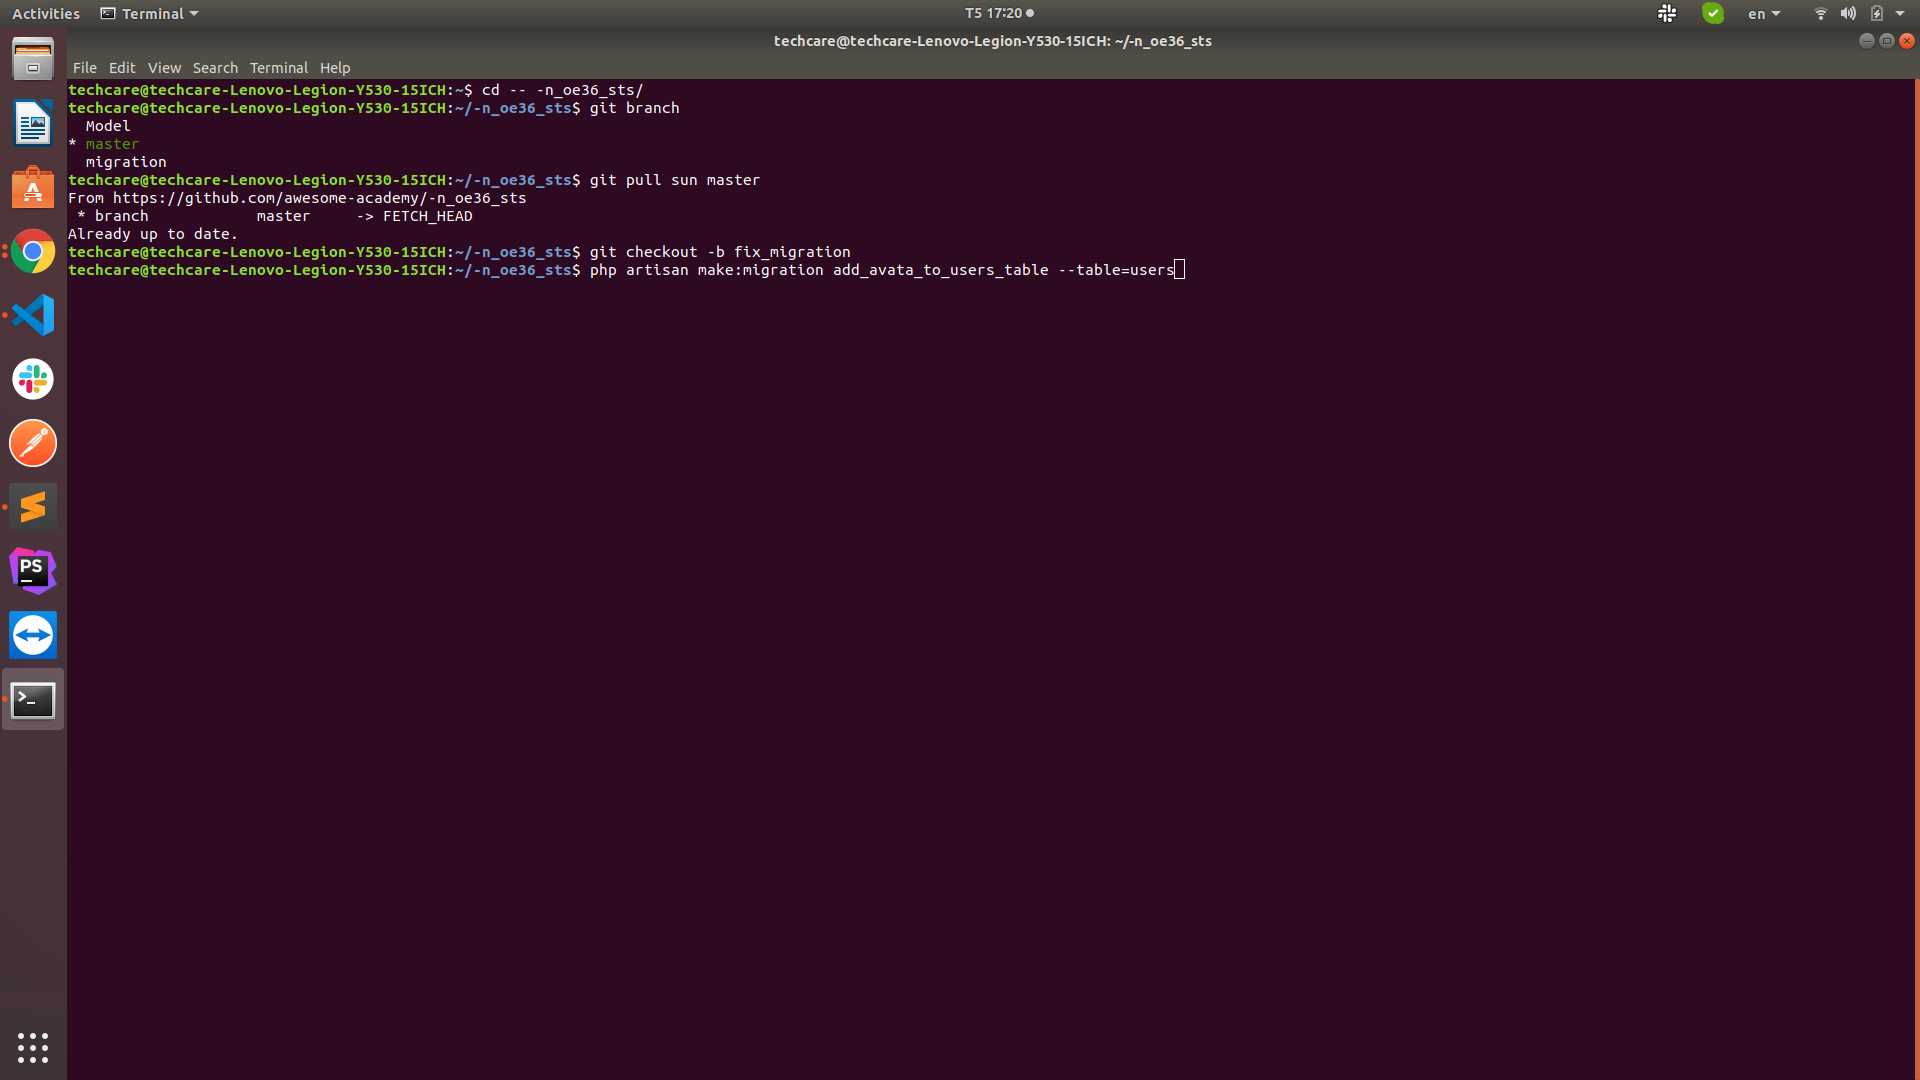 Activities Terminal T5 17:20 en
techcare@techcare-Lenovo-Legion-Y530-15ICH: ~/-n_oe36_sts
File Edit View Search Terminal Help
techcare@techcare-Lenovo-Legion-Y530-15ICH:~$ cd -- -n_oe36_sts/
techcare@techcare-Lenovo-Legion-Y530-15ICH:~/-n_oe36_sts$ git branch
  Model
* master
  migration
techcare@techcare-Lenovo-Legion-Y530-15ICH:~/-n_oe36_sts$ git pull sun master
From https://github.com/awesome-academy/-n_oe36_sts
 * branch            master     -> FETCH_HEAD
Already up to date.
techcare@techcare-Lenovo-Legion-Y530-15ICH:~/-n_oe36_sts$ git checkout -b fix_migration
techcare@techcare-Lenovo-Legion-Y530-15ICH:~/-n_oe36_sts$ php artisan make:migration add_avata_to_users_table --table=users
PS